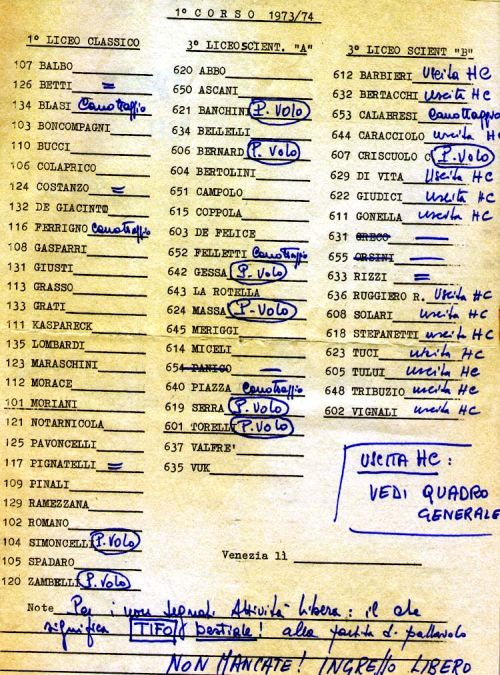 1° CORSO 1973/74
1° LICEO CLASSICO
107 BALBO
126 BETTI =
134 BLASI Canottaggio
103 BONCOMPAGNI
110 BUCCI
106 COLAPRICO
124 COSTANZO =
132 DE GIACINTO
116 FERRIGNO Canottaggio
108 GASPARRI
131 GIUSTI
113 GRASSO
133 GRATI
111 KASPARECK
135 LOMBARDI
123 MARASCHINI
112 MORACE
101 MORIANI
121 NOTARNICOLA
125 PAVONCELLI
117 PIGNATELLI =
109 PINALI
129 RAMEZZANA
102 ROMANO
104 SIMONCELLI P. VOLO
105 SPADARO
120 ZAMBELLI P. VOLO
3° LICEOSCIENT. "A"
620 ABBO
650 ASCANI
621 BANCHINI P. VOLO
634 BELLELLI
606 BERNARD P. VOLO
604 BERTOLINI
651 CAMPOLO
615 COPPOLA
603 DE FELICE
652 FELLETTI Canottaggio
642 GESSA P. VOLO
643 LA ROTELLA
624 MASSA P. VOLO
645 MERIGGI
614 MICELI
654 PANICO —
640 PIAZZA Canottaggio
619 SERRA P. VOLO
601 TORELLI P. VOLO
637 VALFRE'
635 VUK
3° LICEO SCIENT "B"
612 BARBIERI Uscita HC
632 BERTACCHI uscita HC
653 CALABRESI Canottaggio
644 CARACCIOLO uscita HC
607 CRISCUOLO C P. VOLO
629 DI VITA Uscita HC
622 GIUDICI uscita HC
611 GONELLA uscita HC
631 GRECO —
655 ORSINI —
633 RIZZI =
636 RUGGIERO R. Uscita HC
608 SOLARI uscita HC
618 STEFANETTI uscita HC
623 TUCI uscita HC
605 TULUI uscita HC
648 TRIBUZIO uscita HC
602 VIGNALI uscita HC
USCITA HC :
VEDI QUADRO
GENERALE
Venezia lì
Note Per i non segnati Attività libera : il che
significa TIFO bestiale! alla partita di pallavolo
NON MANCATE! INGRESSO LIBERO